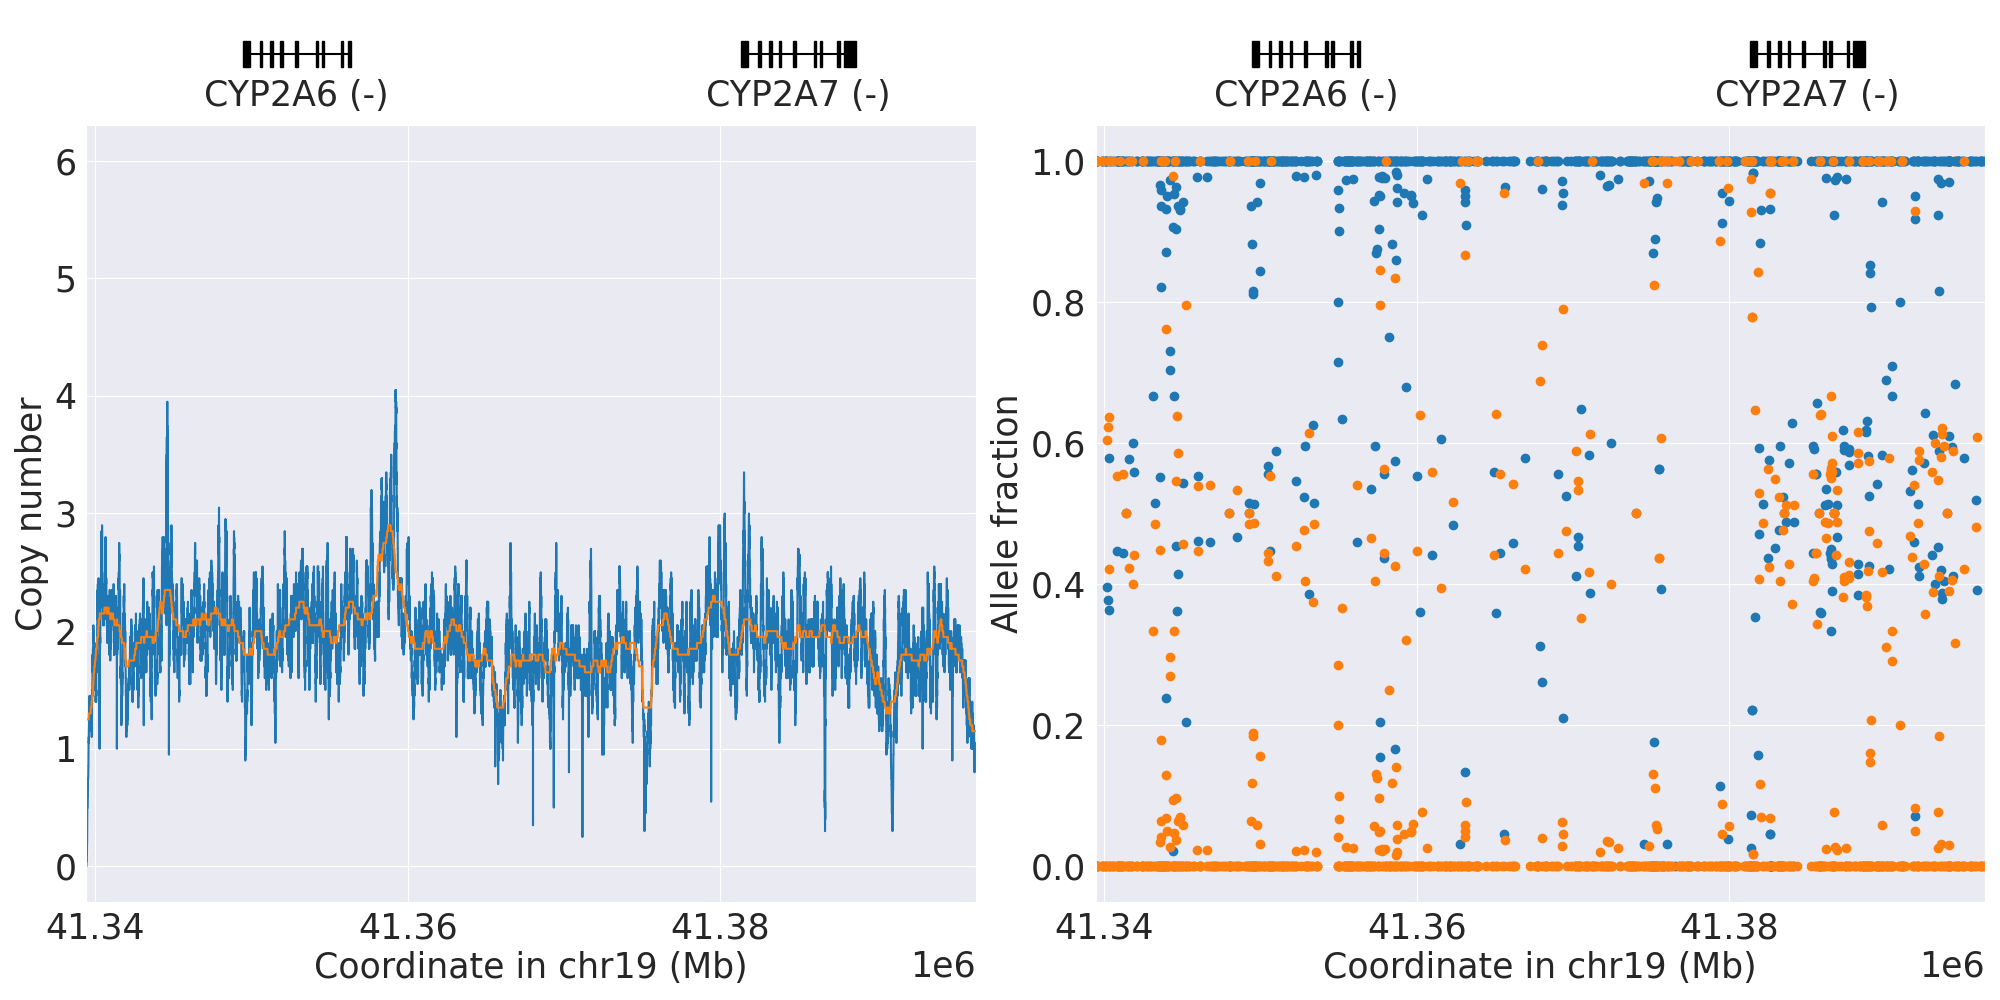 CYP2A6 (-)
CYP2A7 (-)
6
5
4
3
2
1
0
Copy number
41.34
41.36
41.38
Coordinate in chr19 (Mb)
1e6
CYP2A6 (-)
CYP2A7 (-)
1.0
0.8
0.6
0.4
0.2
0.0
Allele fraction
41.34
41.36
41.38
Coordinate in chr19 (Mb)
1e6